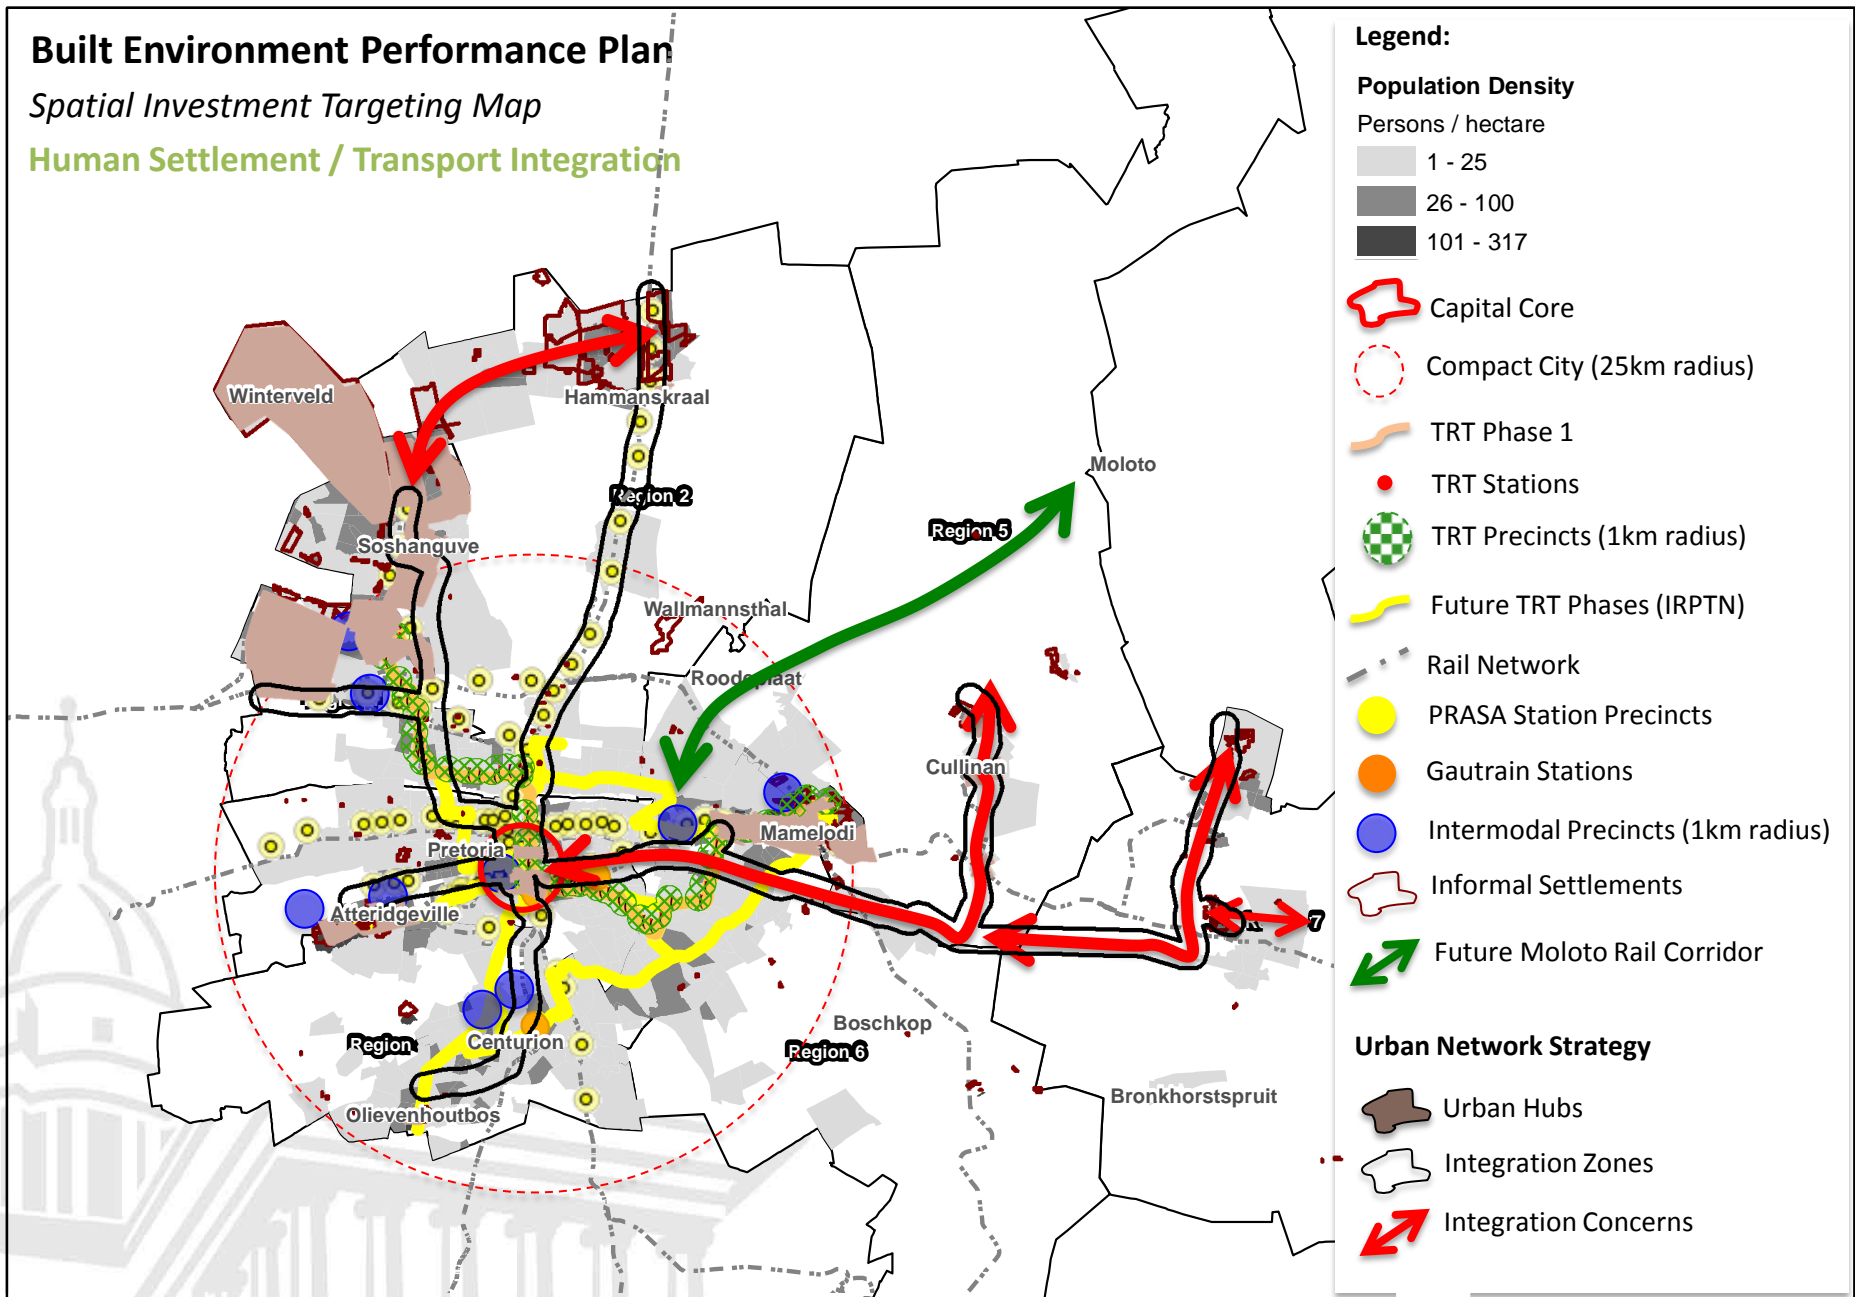 Built Environment Performance Plan
Spatial Investment Targeting Map
Human Settlement / Transport Integration
Winterveld
Hammanskraal
Moloto
Region 2
Region 5
Soshanguve
Wallmannsthal
Roodeplaat
Cullinan
Mamelodi
Pretoria
Atteridgeville
7
Boschkop
Region
Centurion
Region 6
Bronkhorstspruit
Olievenhoutbos
Legend:
Population Density
Persons / hectare
1 - 25
26 - 100
101 - 317
Capital Core
Compact City (25km radius)
TRT Phase 1
TRT Stations
TRT Precincts (1km radius)
Future TRT Phases (IRPTN)
Rail Network
PRASA Station Precincts
Gautrain Stations
Intermodal Precincts (1km radius)
Informal Settlements
Future Moloto Rail Corridor
Urban Network Strategy
Urban Hubs
Integration Zones
Integration Concerns